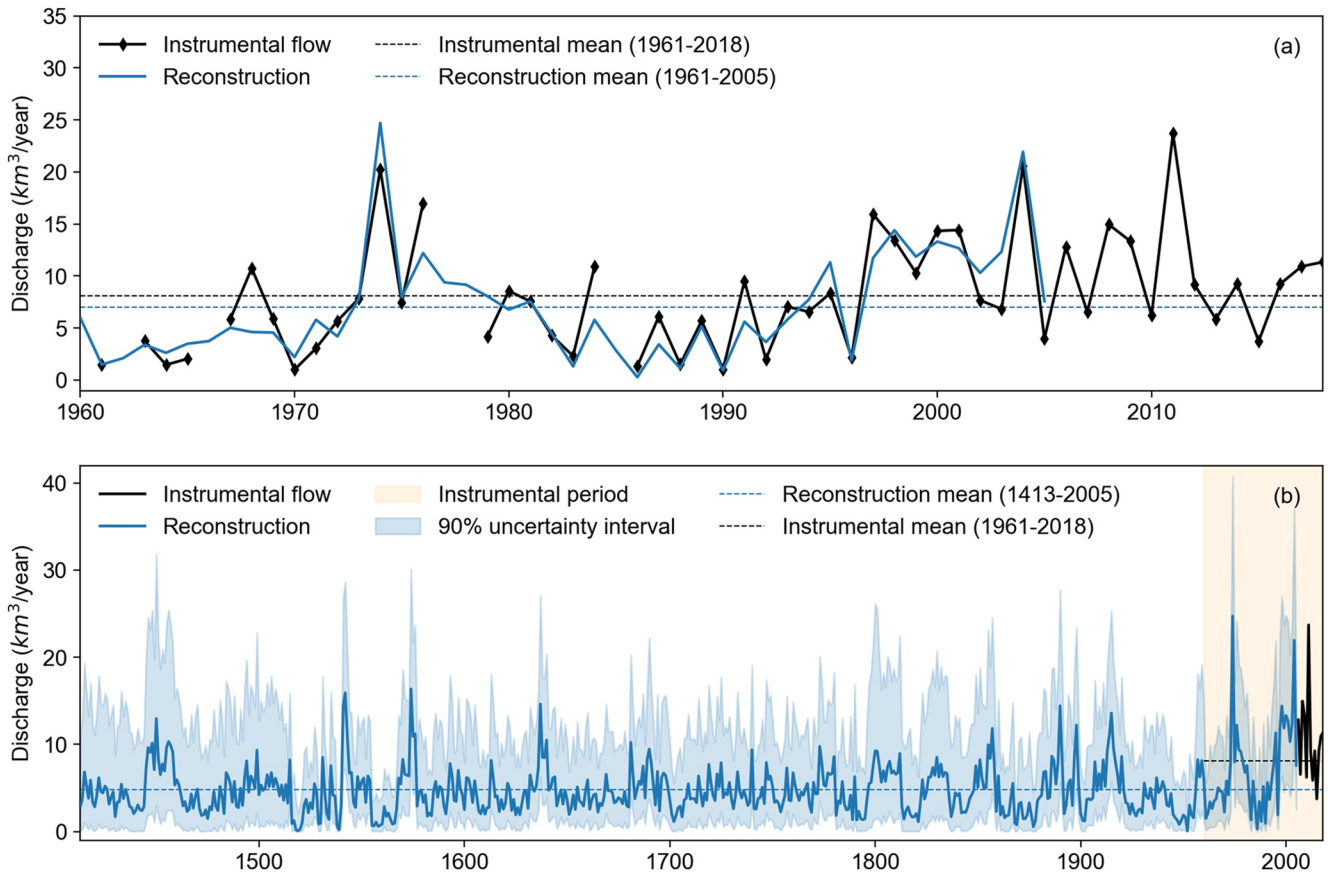 35
30
25
20
15
10
5
0
Discharge (km³/year)
Instrumental flow
Reconstruction
Instrumental mean (1961-2018)
Reconstruction mean (1961-2005)
(a)
1960 1970 1980 1990 2000 2010
40
30
20
10
0
Discharge (km³/year)
Instrumental flow
Reconstruction
Instrumental period
90% uncertainty interval
Reconstruction mean (1413-2005)
Instrumental mean (1961-2018)
(b)
1500 1600 1700 1800 1900 2000